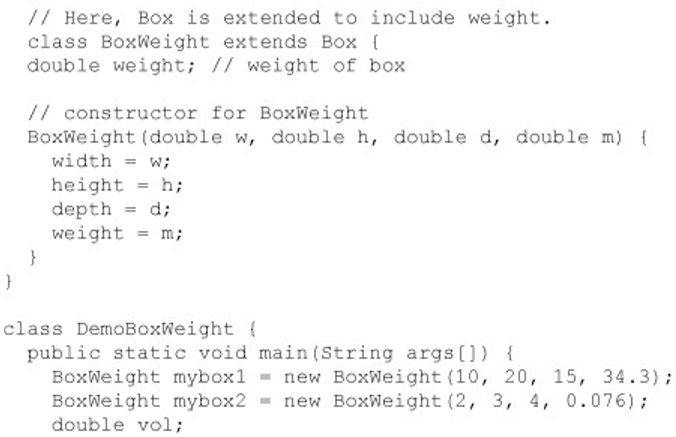 // Here, Box is extended to include weight.
class BoxWeight extends Box {
double weight; // weight of box
// constructor for BoxWeight
BoxWeight(double w, double h, double d, double m) {
width = w;
height = h;
depth = d;
weight = m;
}
}
class DemoBoxWeight {
public static void main(String args[]) {
BoxWeight mybox1 = new BoxWeight(10, 20, 15, 34.3);
BoxWeight mybox2 = new BoxWeight(2, 3, 4, 0.076);
double vol;